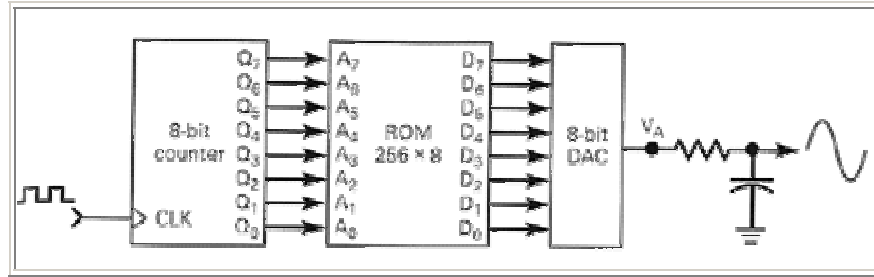 Q7
Q6
Q5
Q4
Q3
Q2
Q1
Q0
8-bit
counter
CLK
A7
A6
A5
A4
A3
A2
A1
A0
ROM
256 × 8
D7
D6
D5
D4
D3
D2
D1
D0
8-bit
DAC
VA